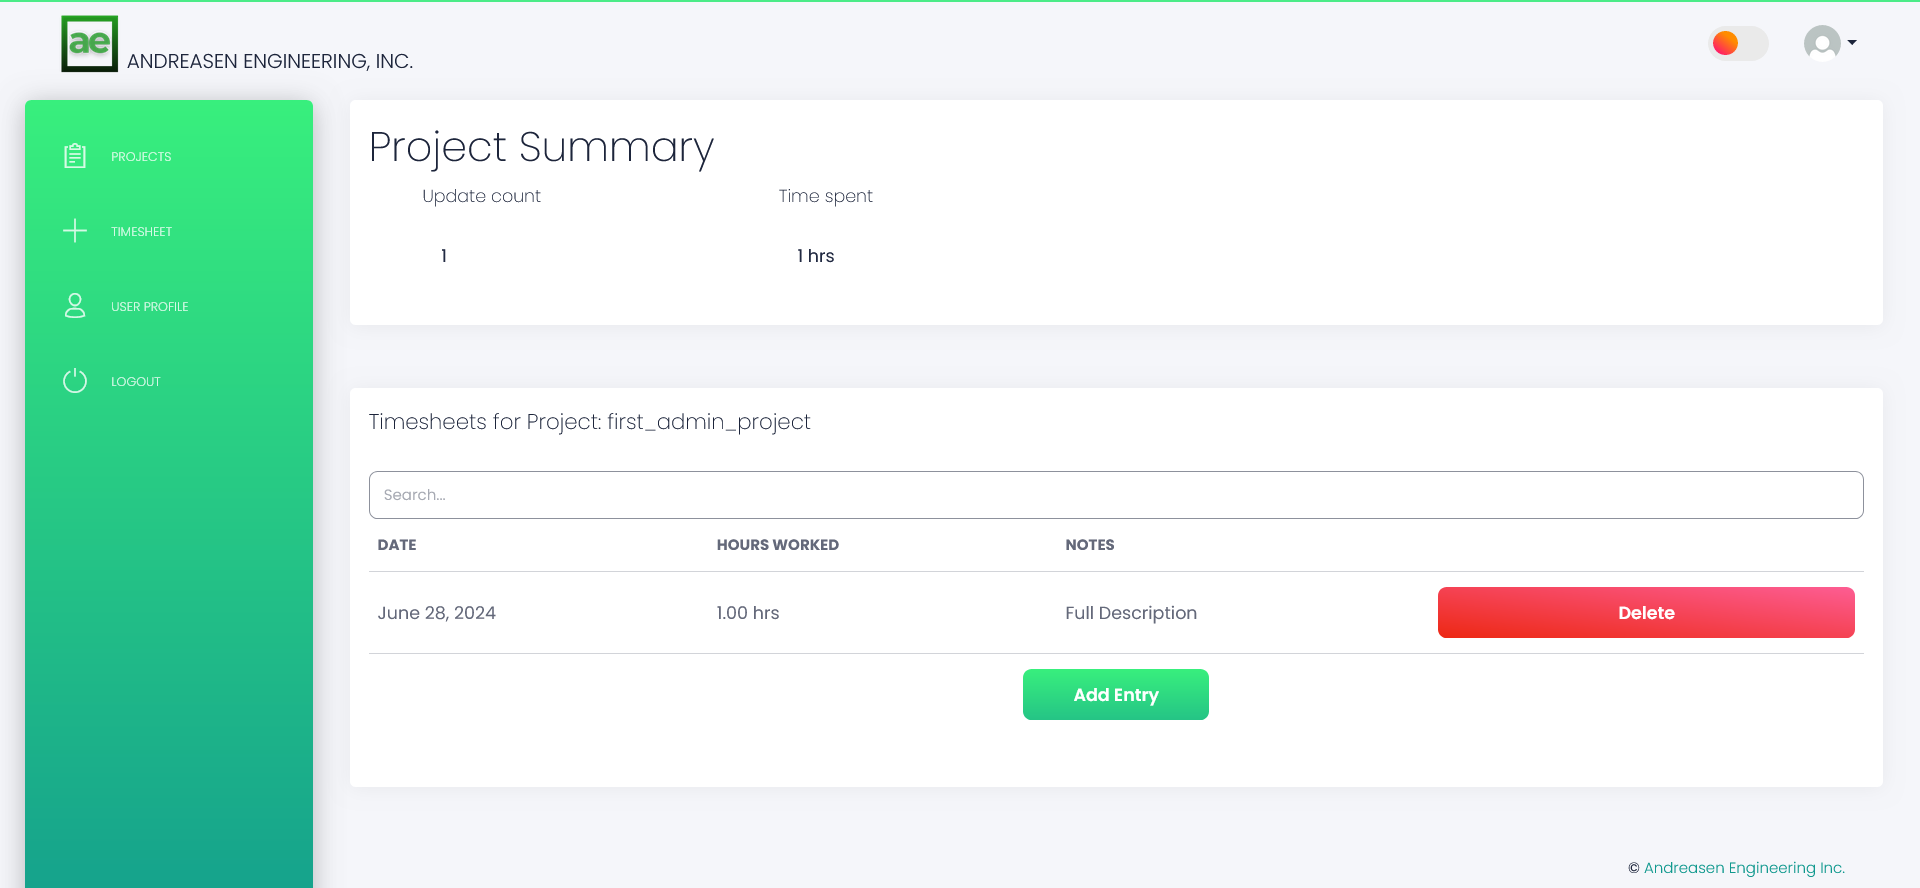 ae
ANDREASEN ENGINEERING, INC.
PROJECTS
TIMESHEET
USER PROFILE
LOGOUT
Project Summary
Update count Time spent
1 1 hrs
Timesheets for Project: first_admin_project
Search...
DATE HOURS WORKED NOTES
June 28, 2024 1.00 hrs Full Description Delete
Add Entry
© Andreasen Engineering Inc.